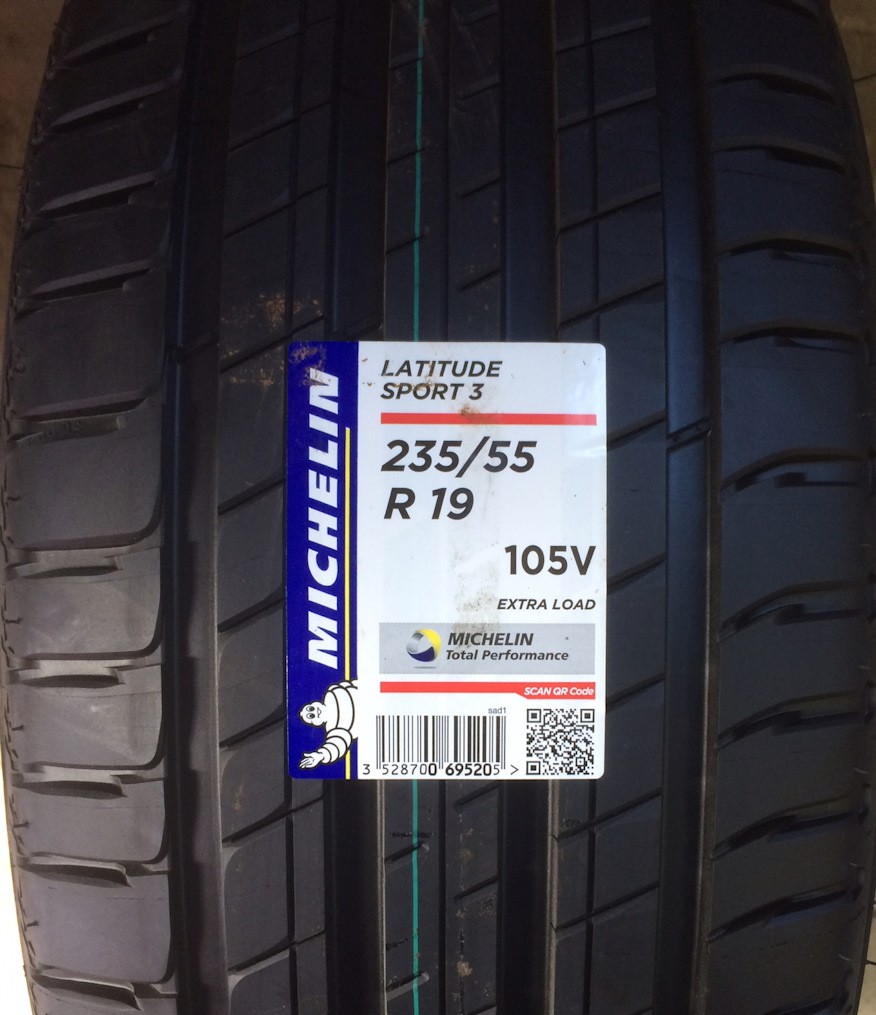 MICHELIN
LATITUDE
SPORT 3
235/55
R 19
105V
EXTRA LOAD
MICHELIN
Total Performance
SCAN QR Code
sad1
3 528700 695205 >